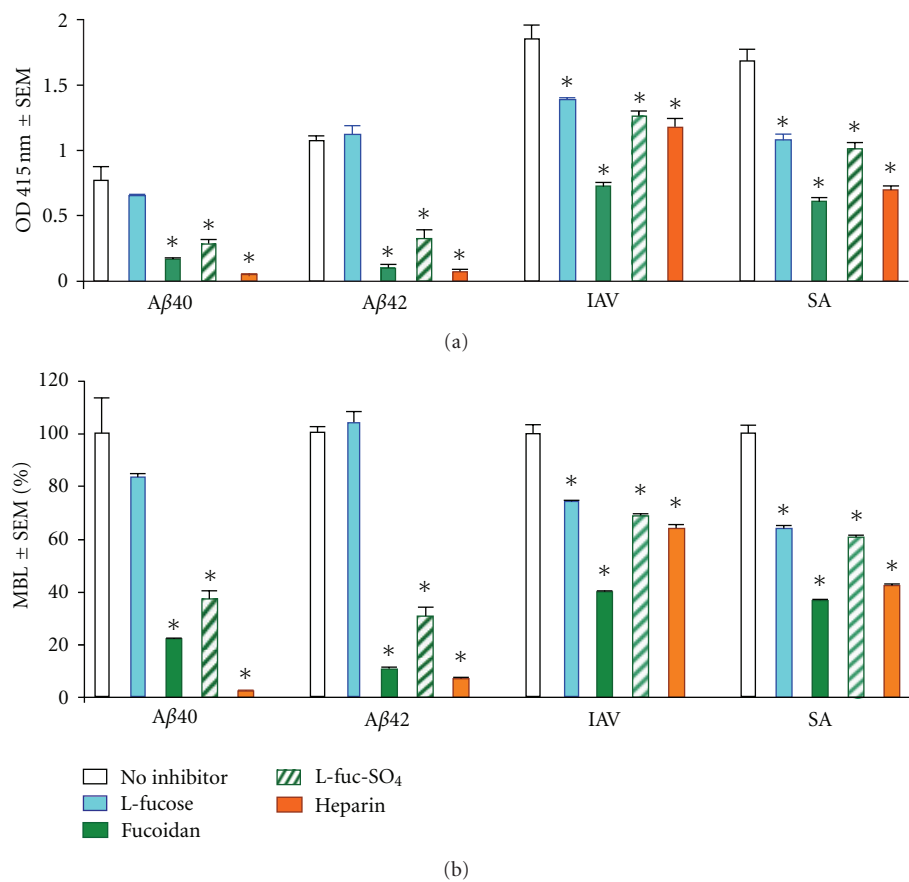 2
1.5
1
0.5
0
OD 415 nm ± SEM
* * * * * * * * * * * * * *
Aβ40 Aβ42 IAV SA
(a)
120
100
80
60
40
20
0
MBL ± SEM (%)
* * * * * * * * * * * * * *
Aβ40 Aβ42 IAV SA
No inhibitor
L-fucose
Fucoidan
L-fuc-SO₄
Heparin
(b)